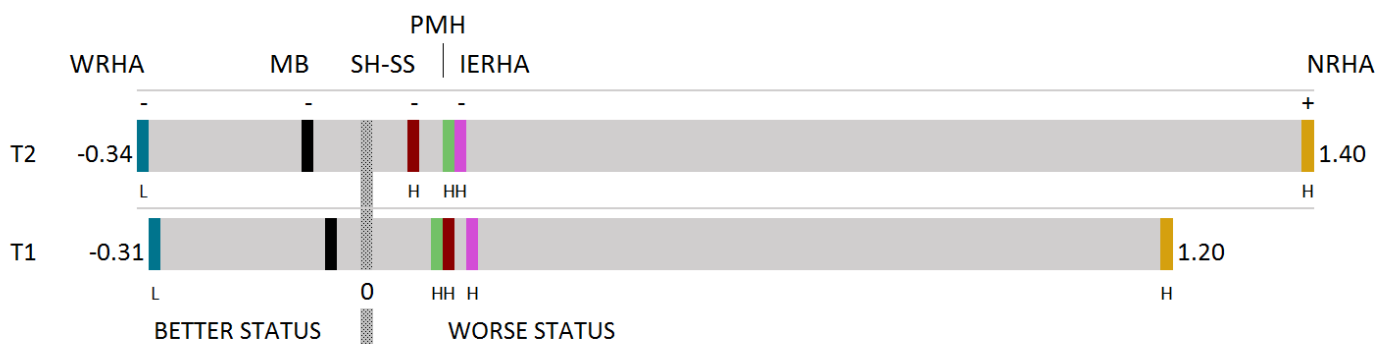 PMH
WRHA MB SH-SS IERHA NRHA
- - - - +
T2 -0.34 1.40
L H HH H
T1 -0.31 1.20
L 0 HH H H
BETTER STATUS WORSE STATUS